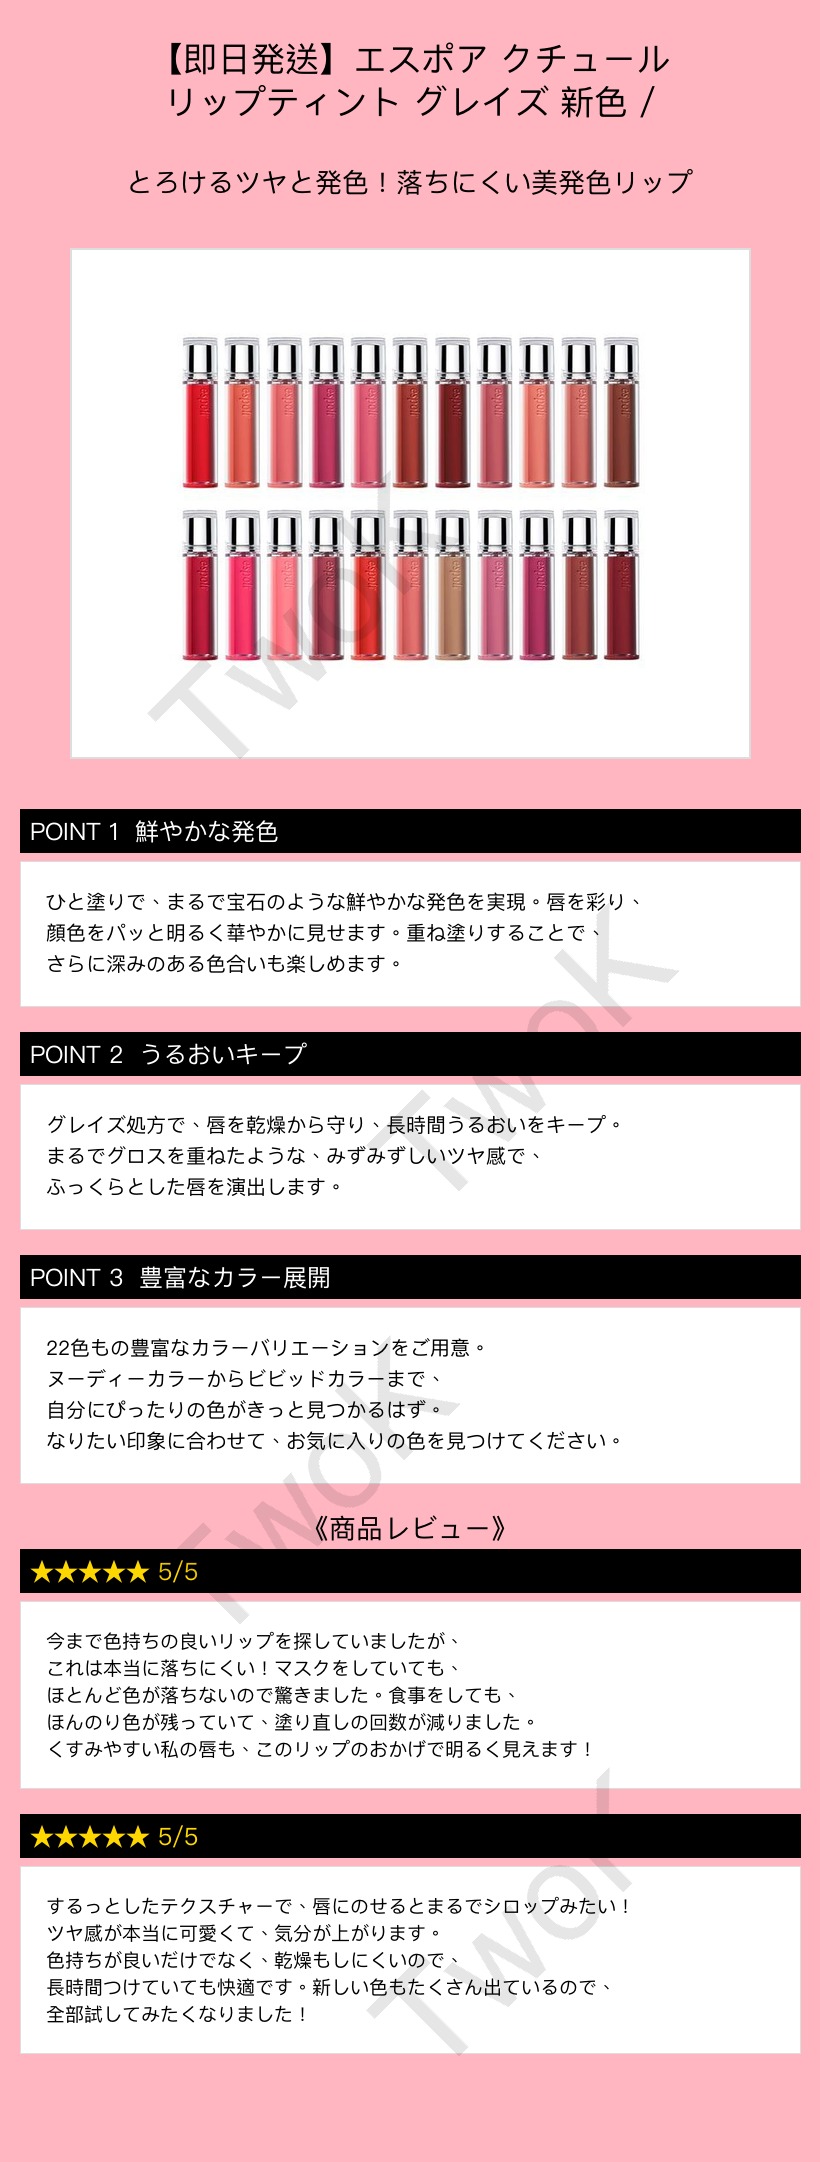 【即日発送】エスポア クチュール
リップティント グレイズ 新色 /
とろけるツヤと発色！落ちにくい美発色リップ
TwoK
POINT 1 鮮やかな発色
ひと塗りで、まるで宝石のような鮮やかな発色を実現。唇を彩り、
顔色をパッと明るく華やかに見せます。重ね塗りすることで、
さらに深みのある色合いも楽しめます。
TwoK
POINT 2 うるおいキープ
グレイズ処方で、唇を乾燥から守り、長時間うるおいをキープ。
まるでグロスを重ねたような、みずみずしいツヤ感で、
ふっくらとした唇を演出します。
POINT 3 豊富なカラー展開
22色もの豊富なカラーバリエーションをご用意。
ヌーディーカラーからビビッドカラーまで、
自分にぴったりの色がきっと見つかるはず。
なりたい印象に合わせて、お気に入りの色を見つけてください。
TwoK
《商品レビュー》
★★★★★ 5/5
今まで色持ちの良いリップを探していましたが、
これは本当に落ちにくい！マスクをしていても、
ほとんど色が落ちないので驚きました。食事をしても、
ほんのり色が残っていて、塗り直しの回数が減りました。
くすみやすい私の唇も、このリップのおかげで明るく見えます！
★★★★★ 5/5
するっとしたテクスチャーで、唇にのせるとまるでシロップみたい！
ツヤ感が本当に可愛くて、気分が上がります。
色持ちが良いだけでなく、乾燥もしにくいので、
長時間つけていても快適です。新しい色もたくさん出ているので、
全部試してみたくなりました！
TwoK